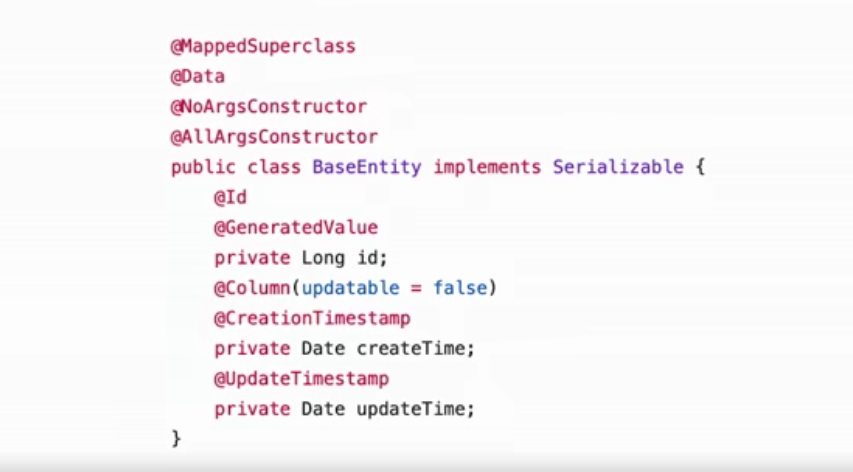 @MappedSuperclass
@Data
@NoArgsConstructor
@AllArgsConstructor
public class BaseEntity implements Serializable {
    @Id
    @GeneratedValue
    private Long id;
    @Column(updatable = false)
    @CreationTimestamp
    private Date createTime;
    @UpdateTimestamp
    private Date updateTime;
}